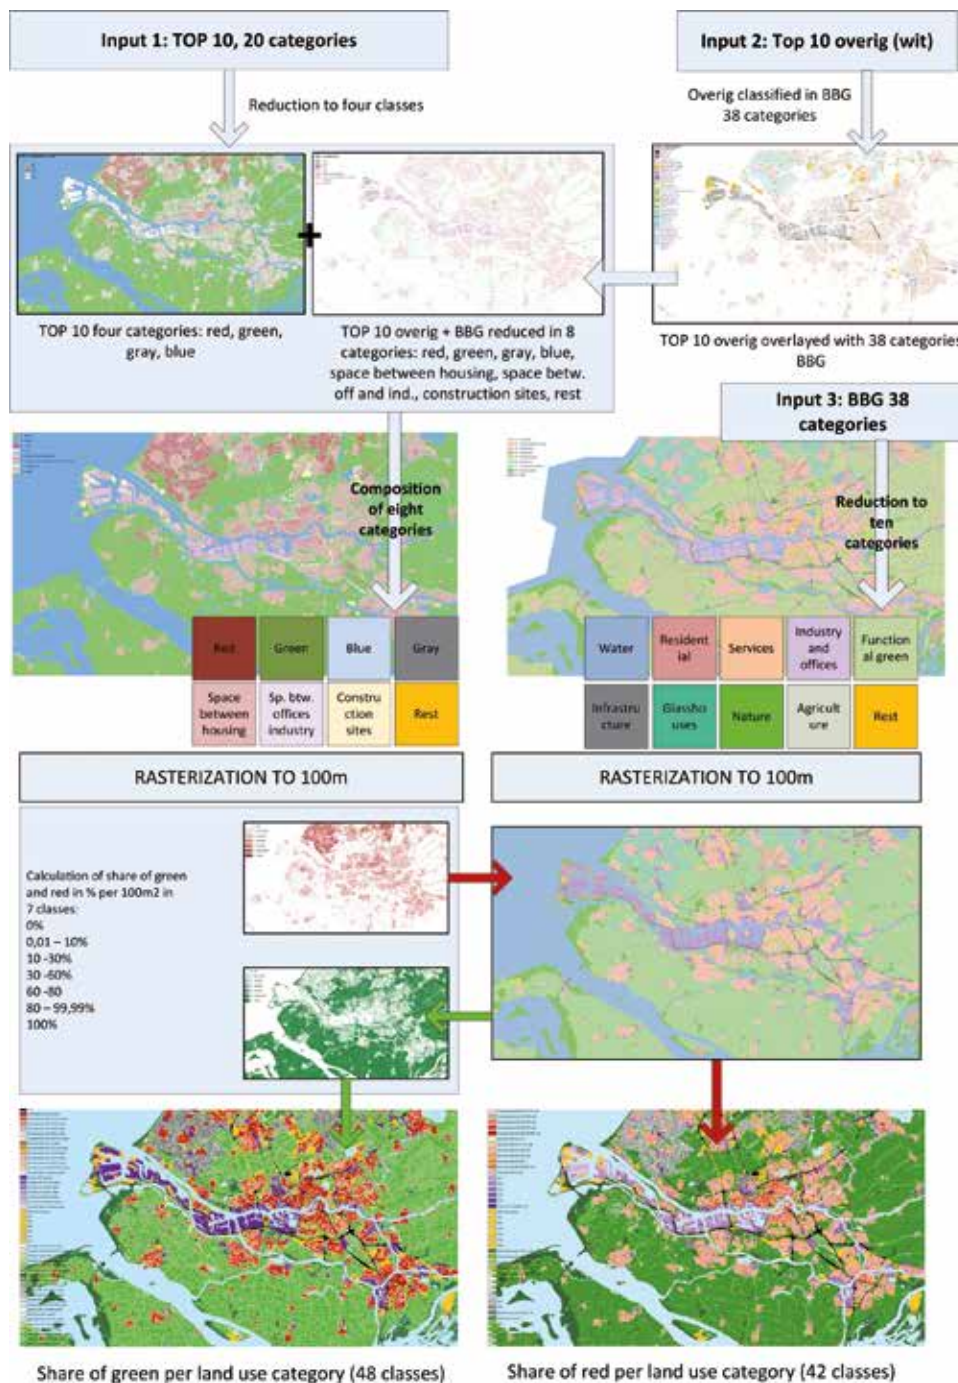 Input 1: TOP 10, 20 categories
Input 2: Top 10 overig (wit)
Reduction to four classes
Overig classified in BBG
38 categories
TOP 10 four categories: red, green,
gray, blue
TOP 10 overig + BBG reduced in 8
categories: red, green, gray, blue,
space between housing, space betw.
off and ind., construction sites, rest
TOP 10 overig overlayed with 38 categories
BBG
Input 3: BBG 38
categories
Composition
of eight
categories
Reduction to
ten
categories
Red
Green
Blue
Gray
Space
between
housing
Sp. btw.
offices
industry
Constru
ction
sites
Rest
Water
Resident
ial
Services
Industry
and
offices
Function
al green
Infrastru
cture
Glassho
uses
Nature
Agricult
ure
Rest
RASTERIZATION TO 100m
RASTERIZATION TO 100m
Calculation of share of green
and red in % per 100m2 in
7 classes:
0%
0,01 – 10%
10 -30%
30 -60%
60 -80
80 – 99,99%
100%
Share of green per land use category (48 classes)
Share of red per land use category (42 classes)